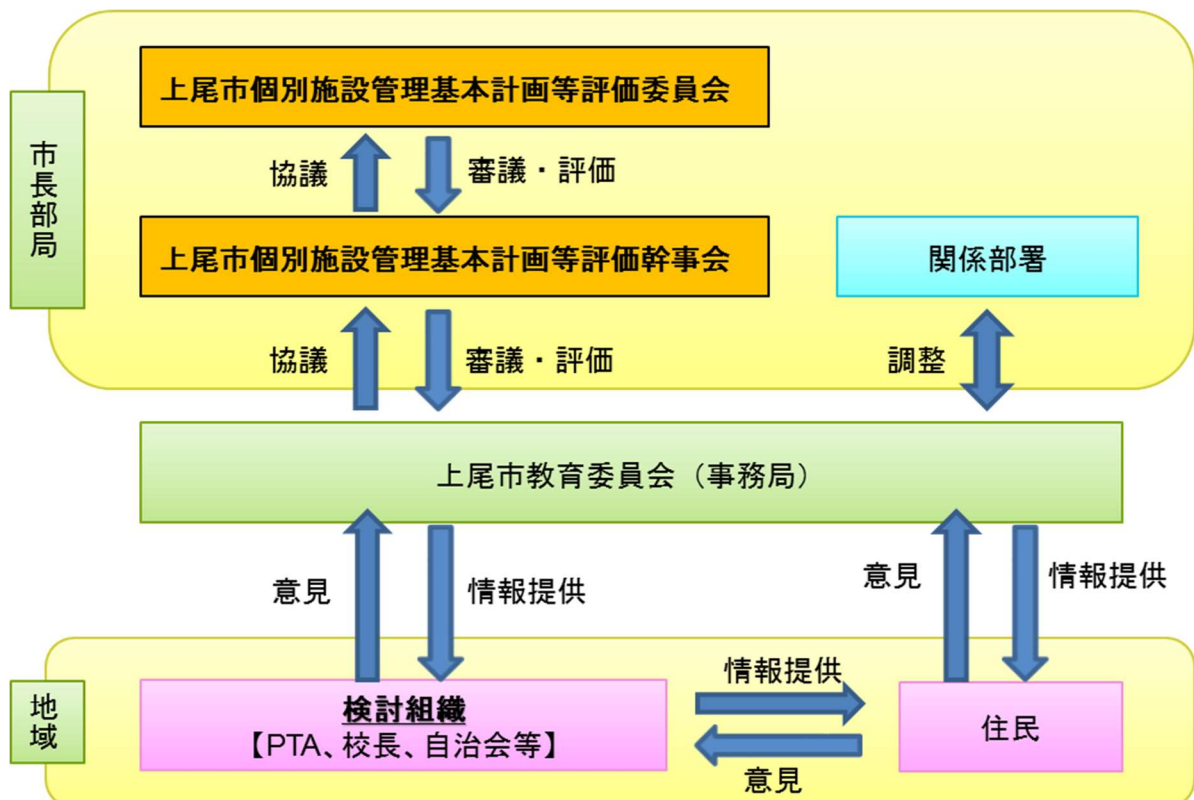 市長部局
上尾市個別施設管理基本計画等評価委員会
協議
審議・評価
上尾市個別施設管理基本計画等評価幹事会
関係部署
協議
審議・評価
調整
上尾市教育委員会（事務局）
意見
情報提供
意見
情報提供
地域
検討組織
【PTA、校長、自治会等】
情報提供
意見
住民